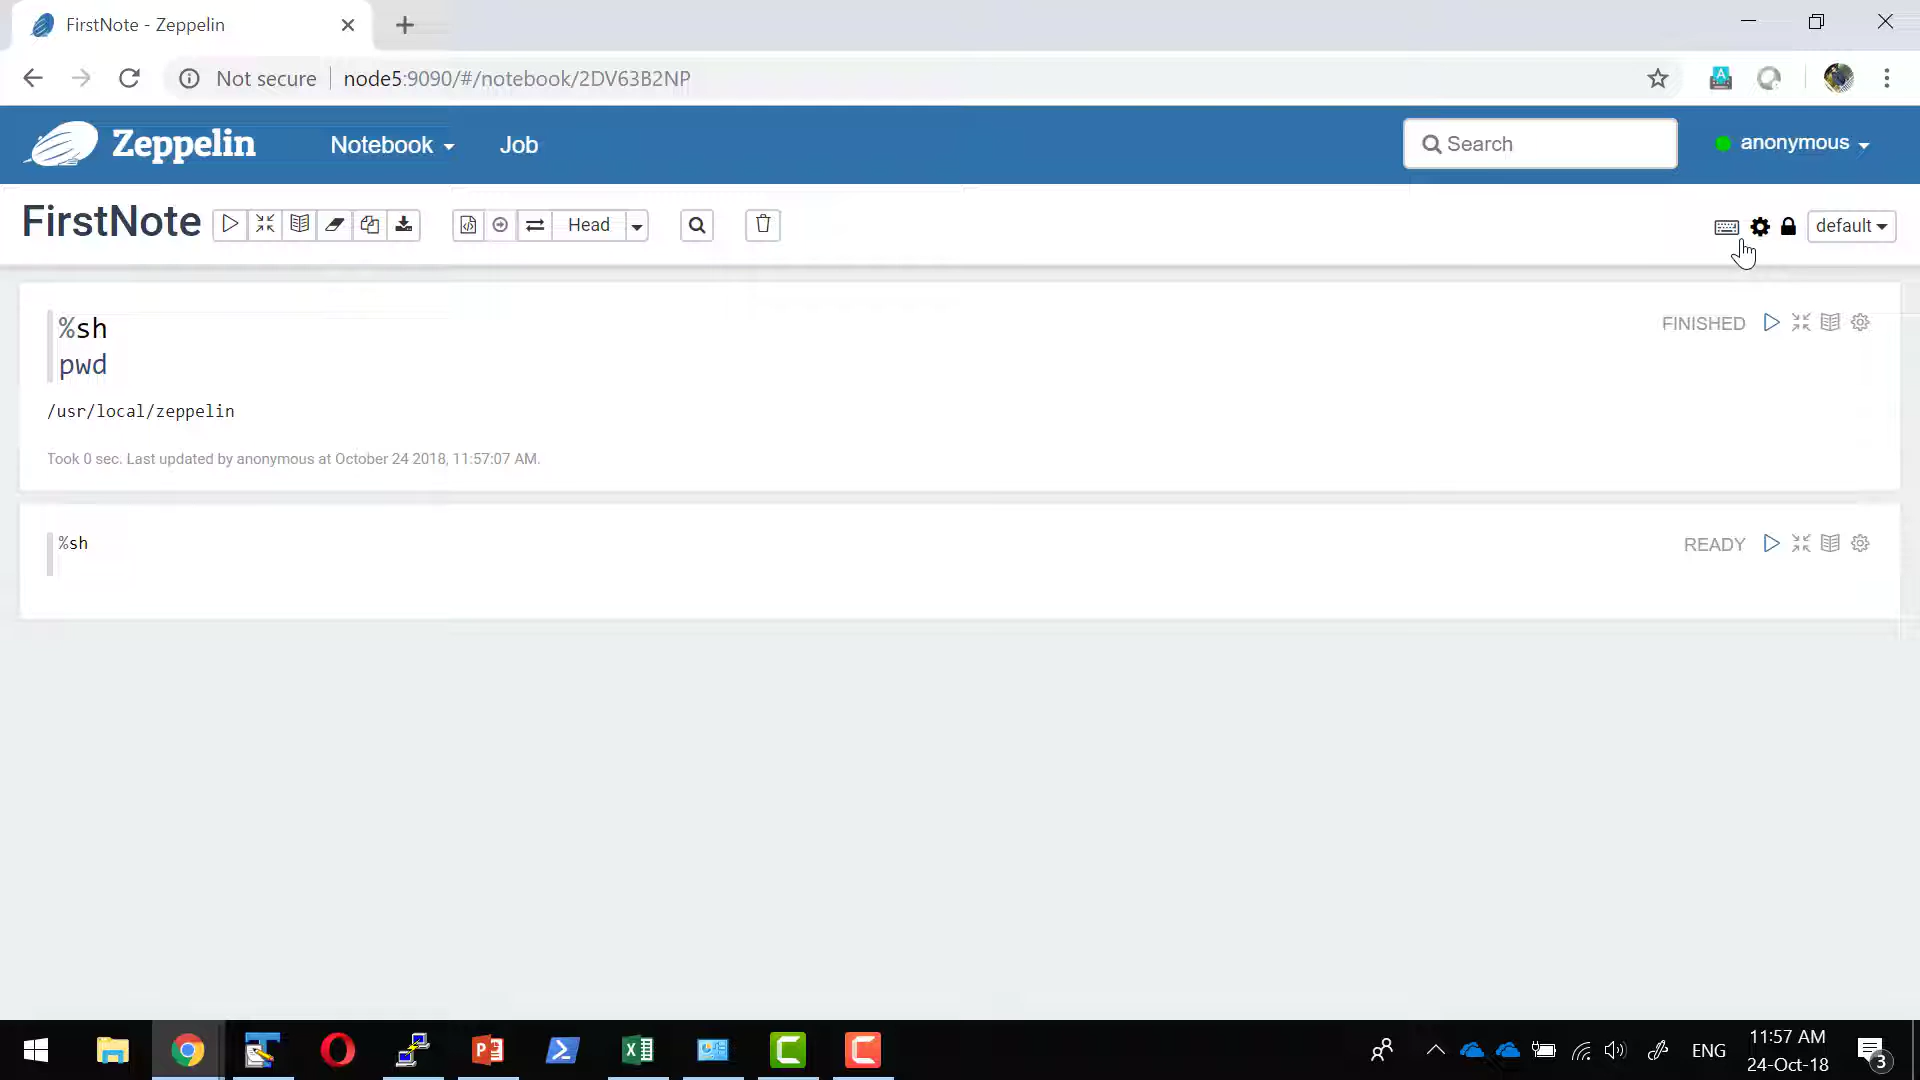 FirstNote - Zeppelin
Not secure
node5:9090/#/notebook/2DV63B2NP
Zeppelin
Notebook
Job
Search
anonymous
FirstNote
Head
default
%sh
pwd
FINISHED
/usr/local/zeppelin
Took 0 sec. Last updated by anonymous at October 24 2018, 11:57:07 AM.
%sh
READY
ENG
11:57 AM
24-Oct-18
3